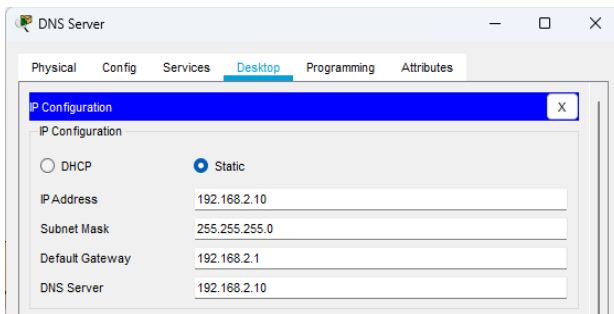 DNS Server
Physical Config Services Desktop Programming Attributes
IP Configuration X
IP Configuration
DHCP Static
IP Address 192.168.2.10
Subnet Mask 255.255.255.0
Default Gateway 192.168.2.1
DNS Server 192.168.2.10